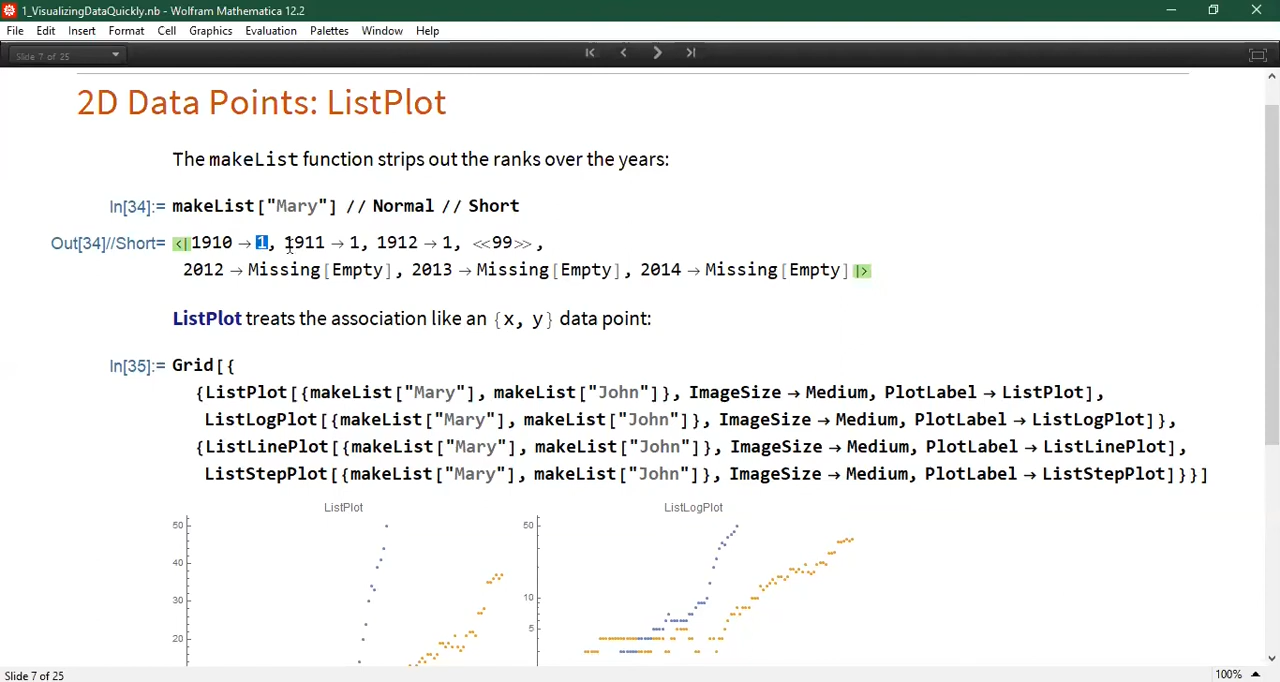 1_VisualizingDataQuickly.nb - Wolfram Mathematica 12.2
File Edit Insert Format Cell Graphics Evaluation Palettes Window Help
Slide 7 of 25
2D Data Points: ListPlot
The makeList function strips out the ranks over the years:
In[34]:= makeList["Mary"] // Normal // Short
Out[34]//Short= <|1910 → 1, 1911 → 1, 1912 → 1, <<99>>,
2012 → Missing[Empty], 2013 → Missing[Empty], 2014 → Missing[Empty]|>
ListPlot treats the association like an {x, y} data point:
In[35]:= Grid[{
{ListPlot[{makeList["Mary"], makeList["John"]}, ImageSize → Medium, PlotLabel → ListPlot],
ListLogPlot[{makeList["Mary"], makeList["John"]}, ImageSize → Medium, PlotLabel → ListLogPlot]},
{ListLinePlot[{makeList["Mary"], makeList["John"]}, ImageSize → Medium, PlotLabel → ListLinePlot],
ListStepPlot[{makeList["Mary"], makeList["John"]}, ImageSize → Medium, PlotLabel → ListStepPlot]}}]
ListPlot ListLogPlot
50
40
30
20
50
10
5
Slide 7 of 25 100%